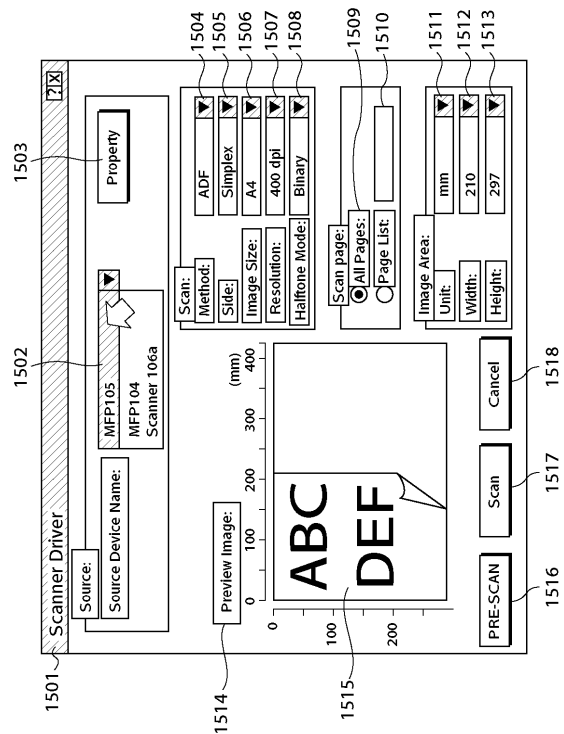 1501
Scanner Driver
? X
Source:
Source Device Name:
1502
MFP105
MFP104
Scanner 106a
1503
Property
Scan:
Method:
ADF
1504
Side:
Simplex
1505
Image Size:
A4
1506
Resolution:
400 dpi
1507
Halftone Mode:
Binary
1508
Scan page:
All Pages:
1509
Page List:
1510
Image Area:
Unit:
mm
1511
Width:
210
1512
Height:
297
1513
1514
Preview Image:
(mm)
0 100 200 300 400
0
100
200
ABC
DEF
1515
PRE-SCAN
1516
Scan
1517
Cancel
1518